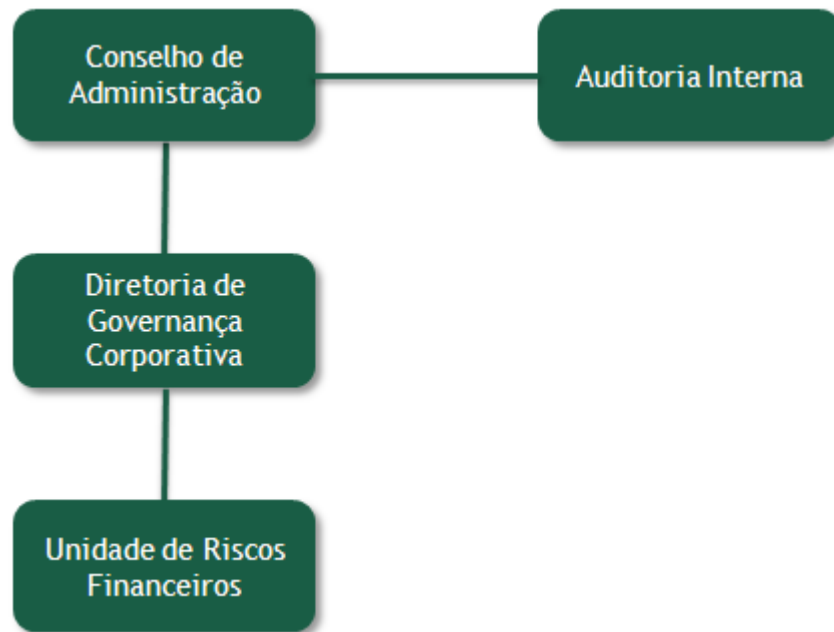 Conselho de
Administração
Auditoria Interna
Diretoria de
Governança
Corporativa
Unidade de Riscos
Financeiros